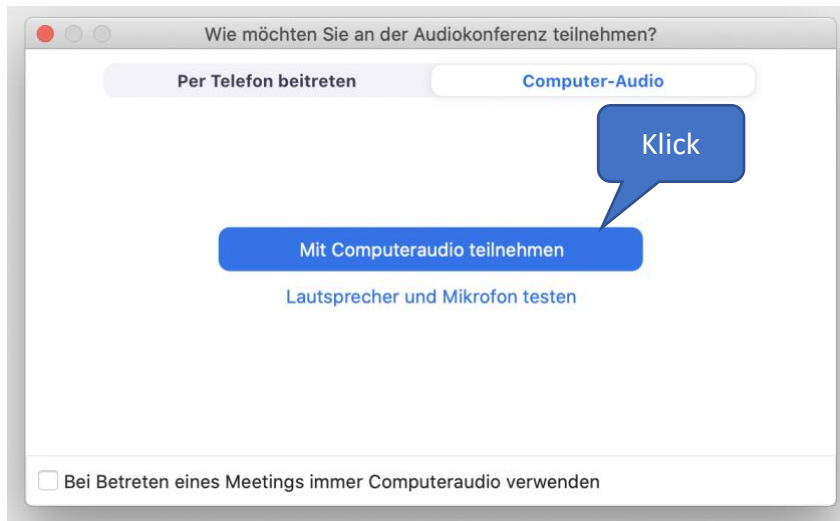 Wie möchten Sie an der Audiokonferenz teilnehmen?
Per Telefon beitreten
Computer-Audio
Klick
Mit Computeraudio teilnehmen
Lautsprecher und Mikrofon testen
Bei Betreten eines Meetings immer Computeraudio verwenden